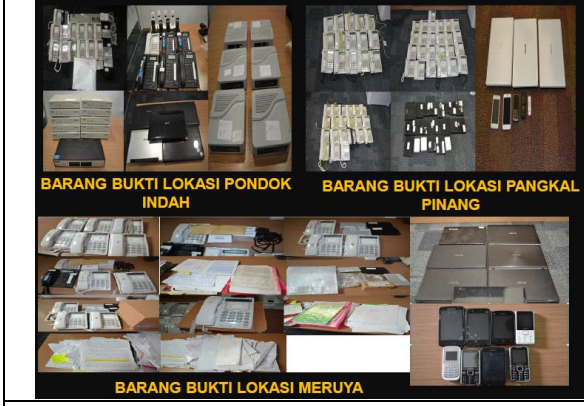 BARANG BUKTI LOKASI PONDOK
INDAH
BARANG BUKTI LOKASI PANGKAL
PINANG
BARANG BUKTI LOKASI MERUYA